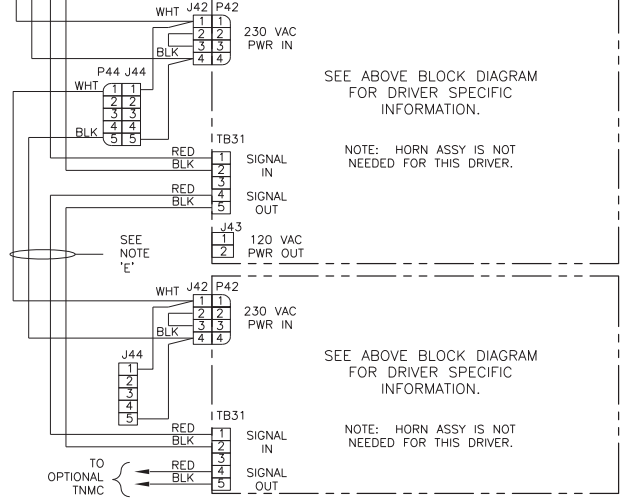 WHT J42 P42
1 1
2 2
3 3
4 4
BLK
230 VAC
PWR IN
P44 J44
WHT
1 1
2 2
3 3
4 4
5 5
BLK
SEE ABOVE BLOCK DIAGRAM
FOR DRIVER SPECIFIC
INFORMATION.
NOTE: HORN ASSY IS NOT
NEEDED FOR THIS DRIVER.
TB31
RED 1
BLK 2
3
RED 4
BLK 5
SIGNAL
IN
SIGNAL
OUT
J43
1
2
120 VAC
PWR OUT
SEE
NOTE
'E'
WHT J42 P42
1 1
2 2
3 3
4 4
BLK
230 VAC
PWR IN
J44
1
2
3
4
5
SEE ABOVE BLOCK DIAGRAM
FOR DRIVER SPECIFIC
INFORMATION.
NOTE: HORN ASSY IS NOT
NEEDED FOR THIS DRIVER.
TB31
RED 1
BLK 2
3
RED 4
BLK 5
SIGNAL
IN
SIGNAL
OUT
TO
OPTIONAL
TNMC